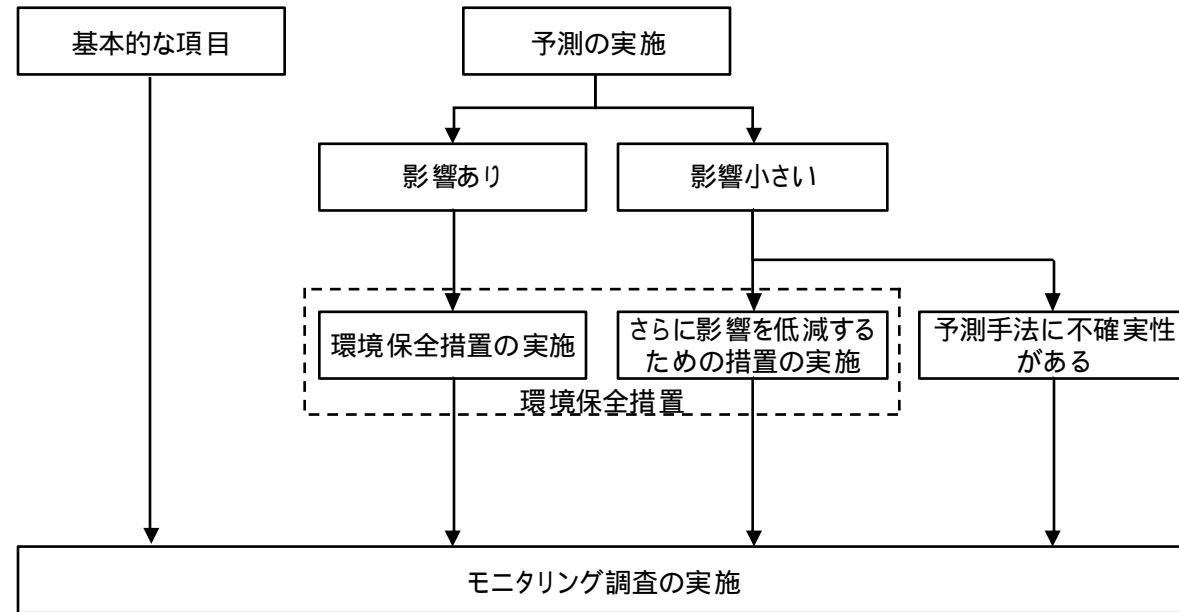 基本的な項目
予測の実施
影響あり
影響小さい
環境保全措置の実施
さらに影響を低減する
ための措置の実施
予測手法に不確実性
がある
環境保全措置
モニタリング調査の実施